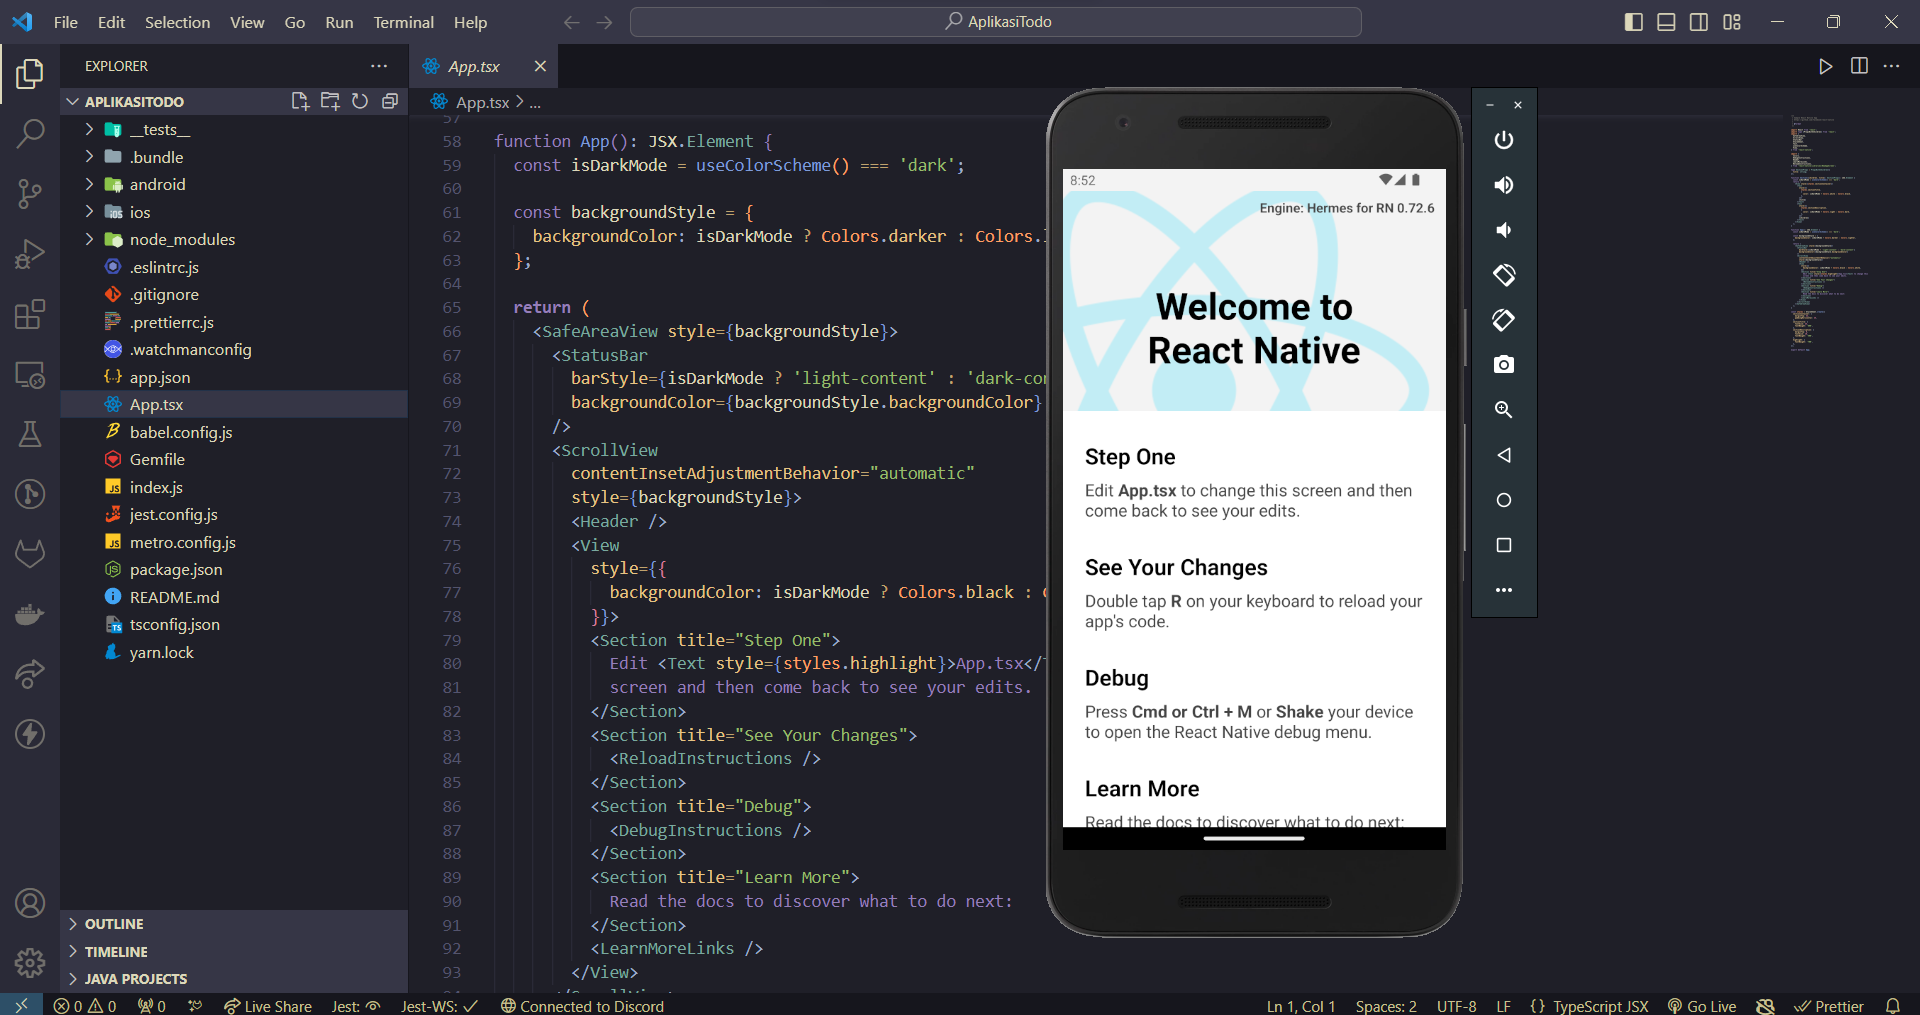 File Edit Selection View Go Run Terminal Help
AplikasiTodo
EXPLORER
APLIKASITODO
__tests__
.bundle
android
ios
node_modules
.eslintrc.js
.gitignore
.prettierrc.js
.watchmanconfig
app.json
App.tsx
babel.config.js
Gemfile
index.js
jest.config.js
metro.config.js
package.json
README.md
tsconfig.json
yarn.lock
OUTLINE
TIMELINE
JAVA PROJECTS
App.tsx
App.tsx > ...
57
58 function App(): JSX.Element {
59 const isDarkMode = useColorScheme() === 'dark';
60
61 const backgroundStyle = {
62 backgroundColor: isDarkMode ? Colors.darker : Colors.
63 };
64
65 return (
66 <SafeAreaView style={backgroundStyle}>
67 <StatusBar
68 barStyle={isDarkMode ? 'light-content' : 'dark-con
69 backgroundColor={backgroundStyle.backgroundColor}
70 />
71 <ScrollView
72 contentInsetAdjustmentBehavior="automatic"
73 style={backgroundStyle}>
74 <Header />
75 <View
76 style={{
77 backgroundColor: isDarkMode ? Colors.black :
78 }}>
79 <Section title="Step One">
80 Edit <Text style={styles.highlight}>App.tsx</
81 screen and then come back to see your edits.
82 </Section>
83 <Section title="See Your Changes">
84 <ReloadInstructions />
85 </Section>
86 <Section title="Debug">
87 <DebugInstructions />
88 </Section>
89 <Section title="Learn More">
90 Read the docs to discover what to do next:
91 </Section>
92 <LearnMoreLinks />
93 </View>
8:52
Engine: Hermes for RN 0.72.6
Welcome to
React Native
Step One
Edit App.tsx to change this screen and then
come back to see your edits.
See Your Changes
Double tap R on your keyboard to reload your
app's code.
Debug
Press Cmd or Ctrl + M or Shake your device
to open the React Native debug menu.
Learn More
Read the docs to discover what to do next:
0 0 0 Live Share Jest: Jest-WS: Connected to Discord
Ln 1, Col 1 Spaces: 2 UTF-8 LF {} TypeScript JSX Go Live Prettier